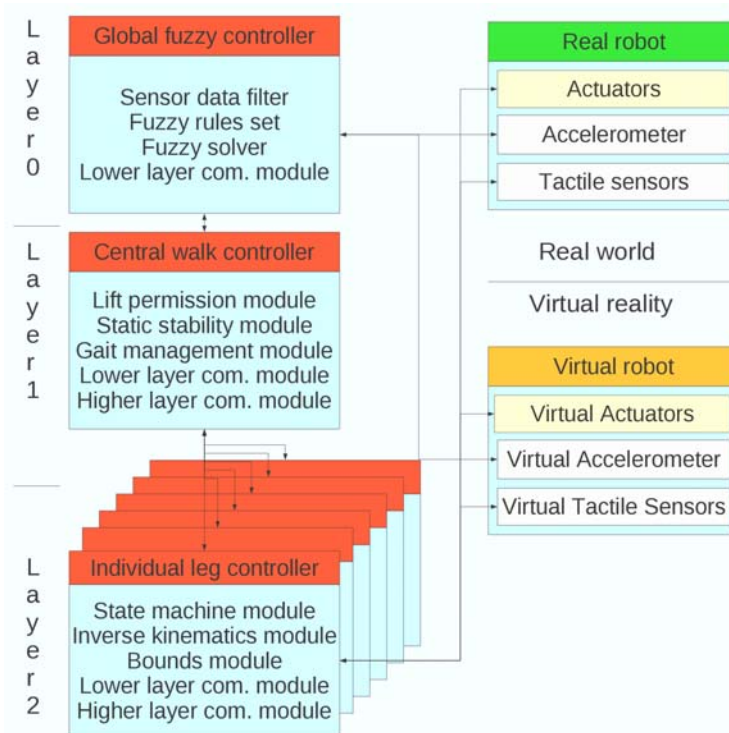 Layer0
Global fuzzy controller
Sensor data filter
Fuzzy rules set
Fuzzy solver
Lower layer com. module
Layer1
Central walk controller
Lift permission module
Static stability module
Gait management module
Lower layer com. module
Higher layer com. module
Layer2
Individual leg controller
State machine module
Inverse kinematics module
Bounds module
Lower layer com. module
Higher layer com. module
Real robot
Actuators
Accelerometer
Tactile sensors
Real world
Virtual reality
Virtual robot
Virtual Actuators
Virtual Accelerometer
Virtual Tactile Sensors